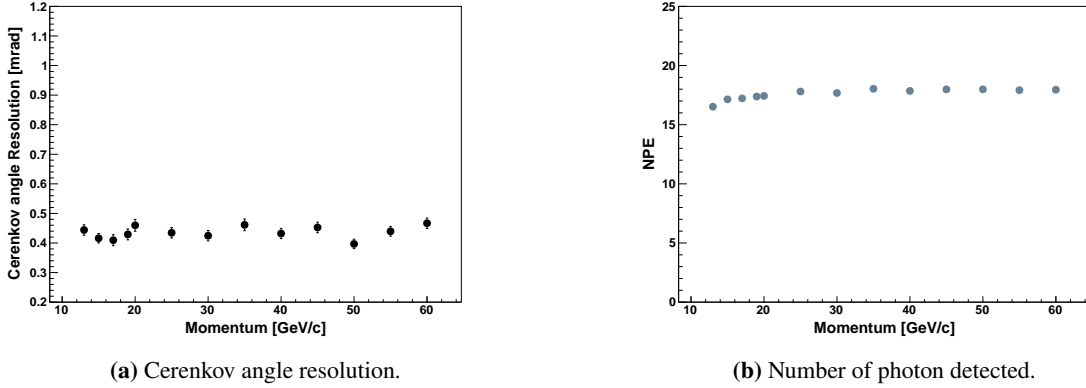 Cerenkov angle Resolution [mrad]
1.2
1.1
1
0.9
0.8
0.7
0.6
0.5
0.4
0.3
0.2
10 20 30 40 50 60
Momentum [GeV/c]
(a) Cerenkov angle resolution.
NPE
25
20
15
10
5
0
10 20 30 40 50 60
Momentum [GeV/c]
(b) Number of photon detected.